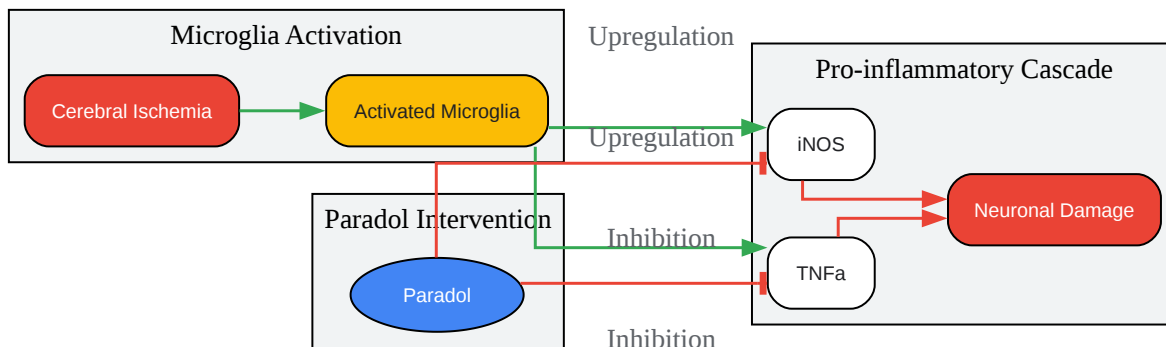 Microglia Activation
Cerebral Ischemia
Activated Microglia
Upregulation
Upregulation
Inhibition
Inhibition
Paradol Intervention
Paradol
Pro-inflammatory Cascade
iNOS
TNFa
Neuronal Damage